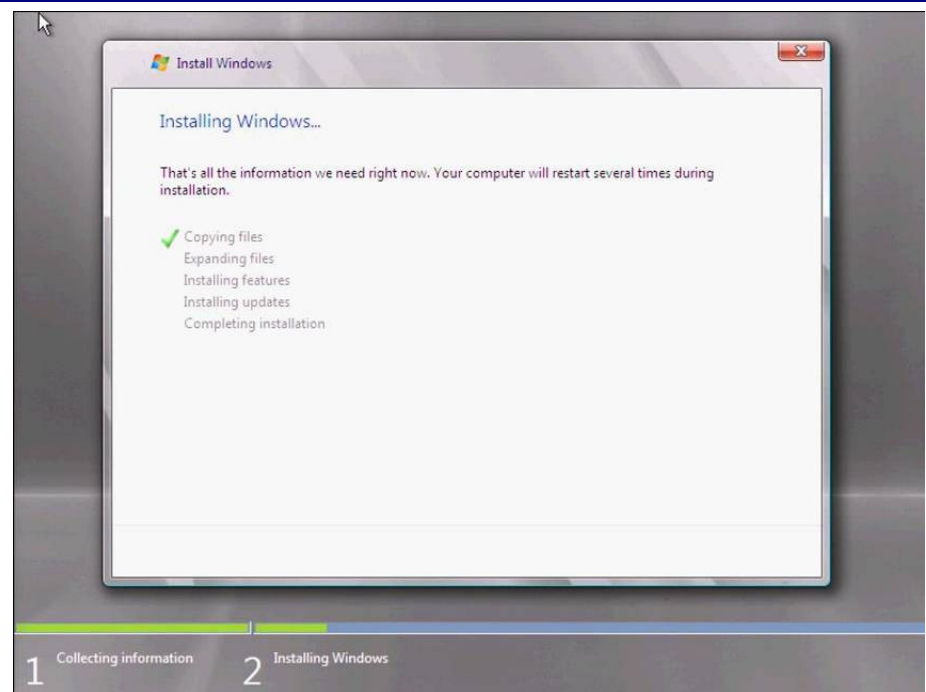 Install Windows
Installing Windows...
That's all the information we need right now. Your computer will restart several times during
installation.
Copying files
Expanding files
Installing features
Installing updates
Completing installation
1 Collecting information
2 Installing Windows